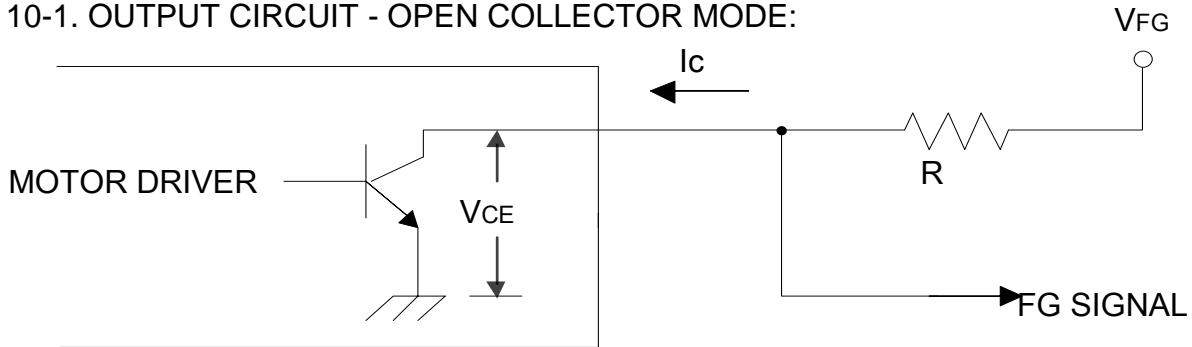 10-1. OUTPUT CIRCUIT - OPEN COLLECTOR MODE:
VFG
Ic
R
MOTOR DRIVER
VCE
FG SIGNAL